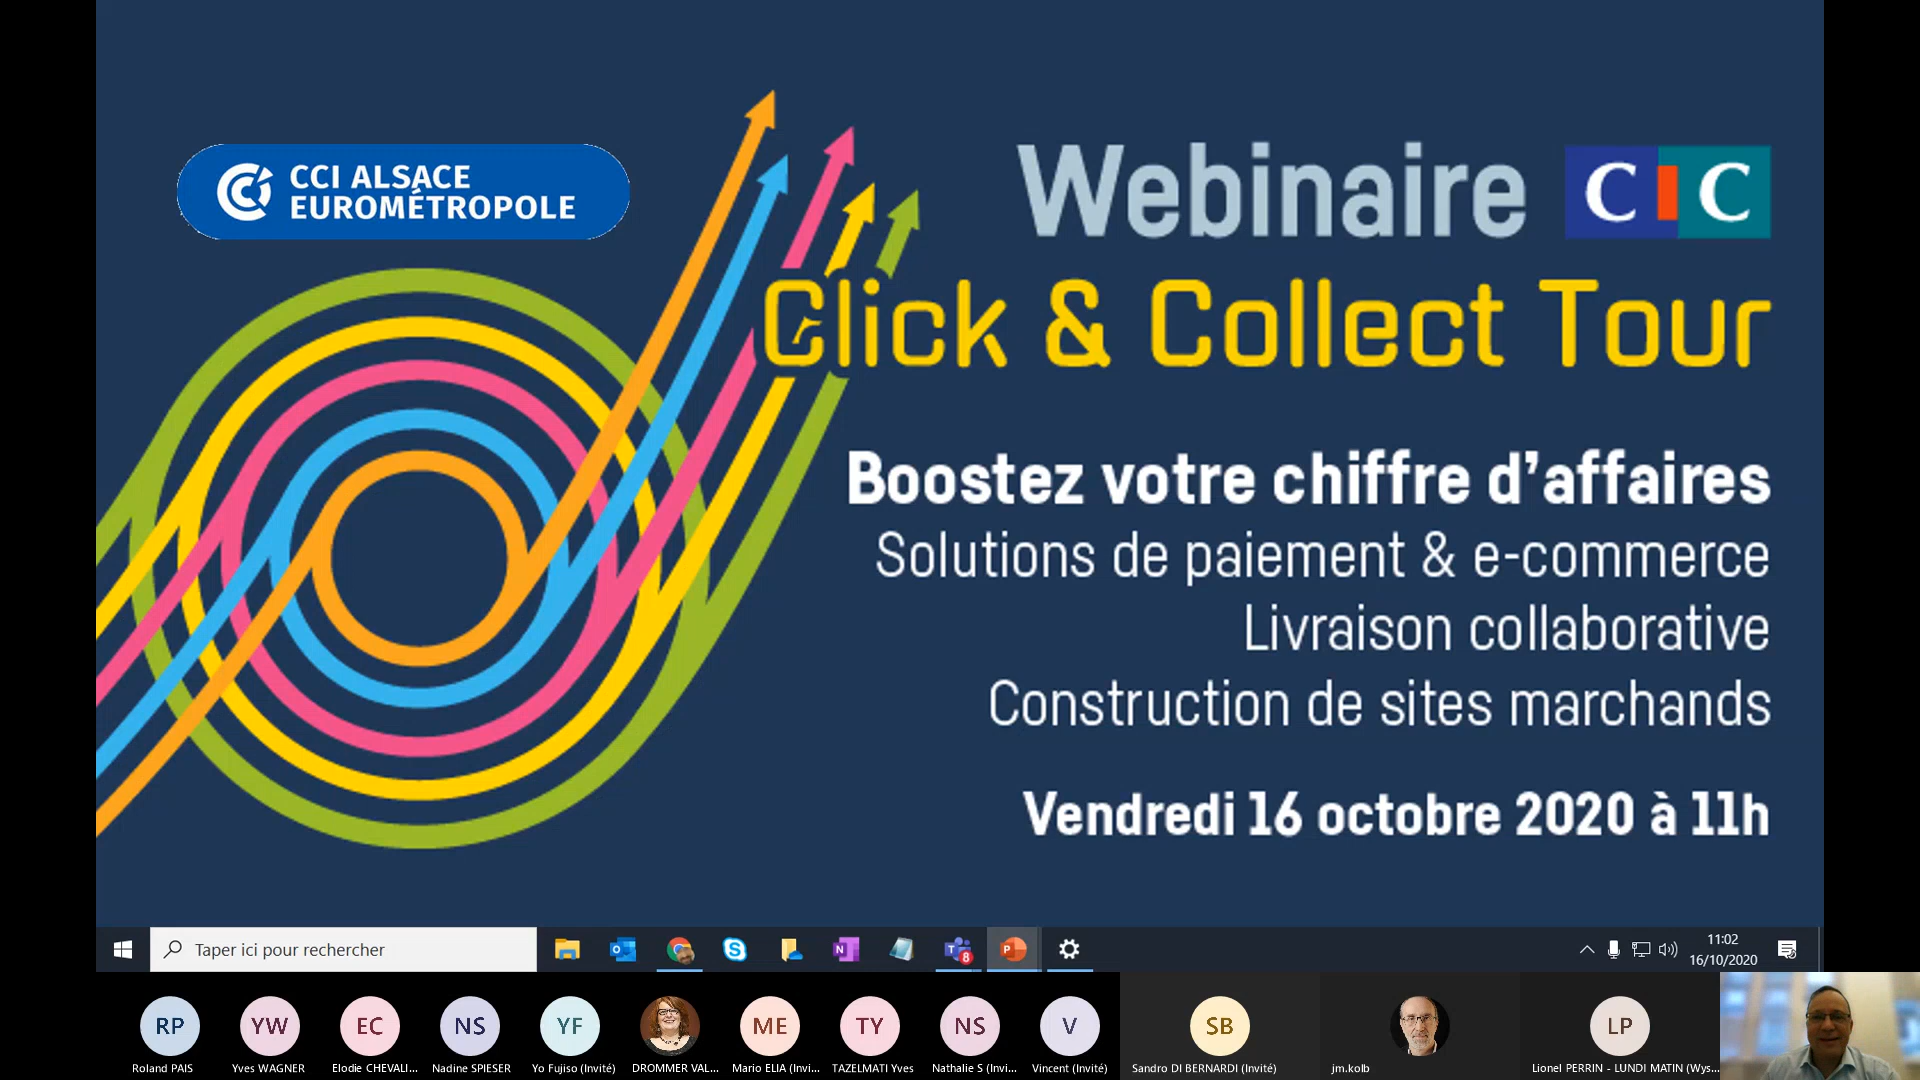 CCI ALSACE
EUROMÉTROPOLE
Webinaire
CIC
Click & Collect Tour
Boostez votre chiffre d’affaires
Solutions de paiement & e-commerce
Livraison collaborative
Construction de sites marchands
Vendredi 16 octobre 2020 à 11h
Taper ici pour rechercher
11:02
16/10/2020
8
RP
YW
EC
NS
YF
ME
TY
NS
V
SB
LP
Roland PAIS
Yves WAGNER
Elodie CHEVALI...
Nadine SPIESER
Yo Fujiso (Invité)
DROMMER VAL...
Mario ELIA (Invi...
TAZELMATI Yves
Nathalie S (Invi...
Vincent (Invité)
Sandro DI BERNARDI (Invité)
jm.kolb
Lionel PERRIN - LUNDI MATIN (Wys...